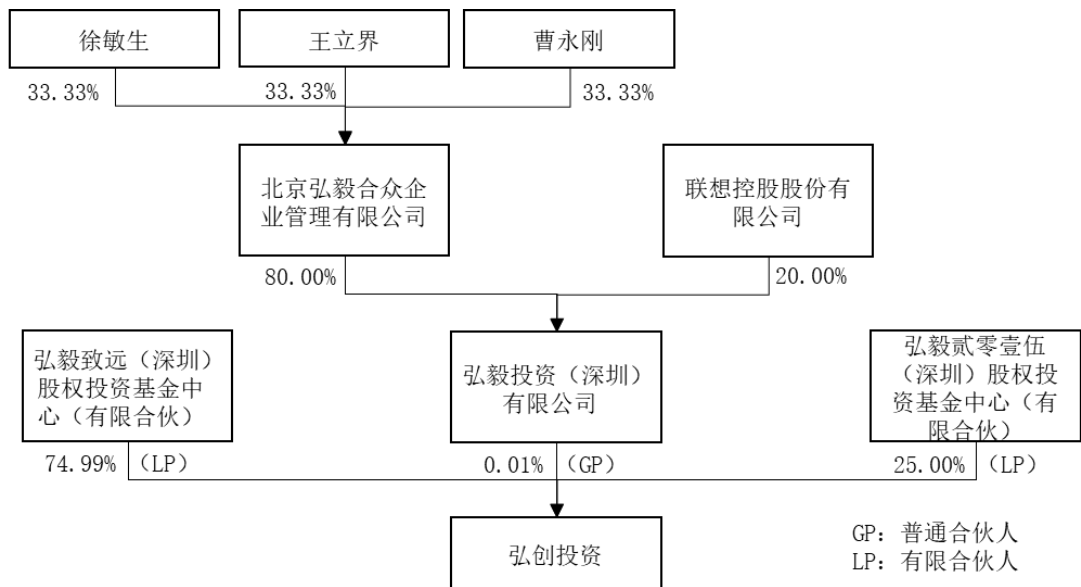 徐敏生
王立界
曹永刚
33.33%
33.33%
33.33%
北京弘毅合众企
业管理有限公司
联想控股股份有
限公司
80.00%
20.00%
弘毅致远（深圳）
股权投资基金中
心（有限合伙）
弘毅投资（深圳）
有限公司
弘毅贰零壹伍
（深圳）股权投
资基金中心（有
限合伙）
74.99%（LP）
0.01%（GP）
25.00%（LP）
弘创投资
GP：普通合伙人
LP：有限合伙人